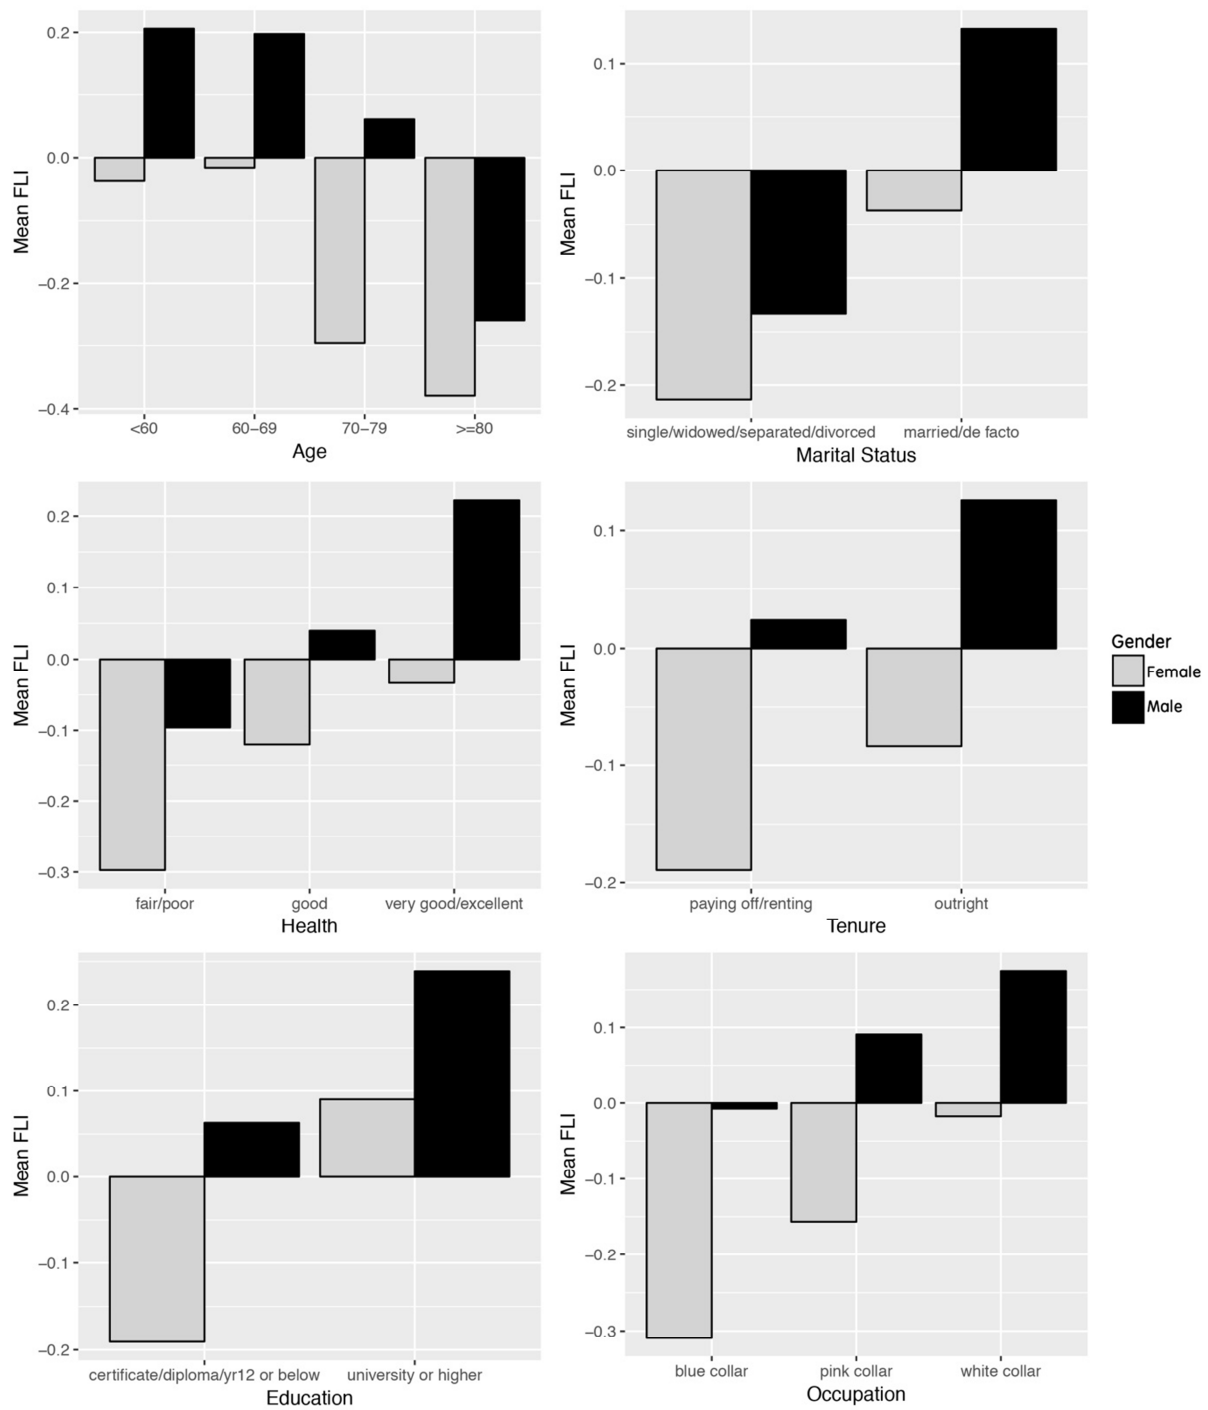 Mean FLI
0.2
0.0
−0.2
−0.4
<60
60−69
70−79
>=80
Age
Mean FLI
0.1
0.0
−0.1
−0.2
single/widowed/separated/divorced
married/de facto
Marital Status
Mean FLI
0.2
0.1
0.0
−0.1
−0.2
−0.3
fair/poor
good
very good/excellent
Health
Mean FLI
0.1
0.0
−0.1
−0.2
paying off/renting
outright
Tenure
Gender
Female
Male
Mean FLI
0.2
0.1
0.0
−0.1
−0.2
certificate/diploma/yr12 or below
university or higher
Education
Mean FLI
0.1
0.0
−0.1
−0.2
−0.3
blue collar
pink collar
white collar
Occupation